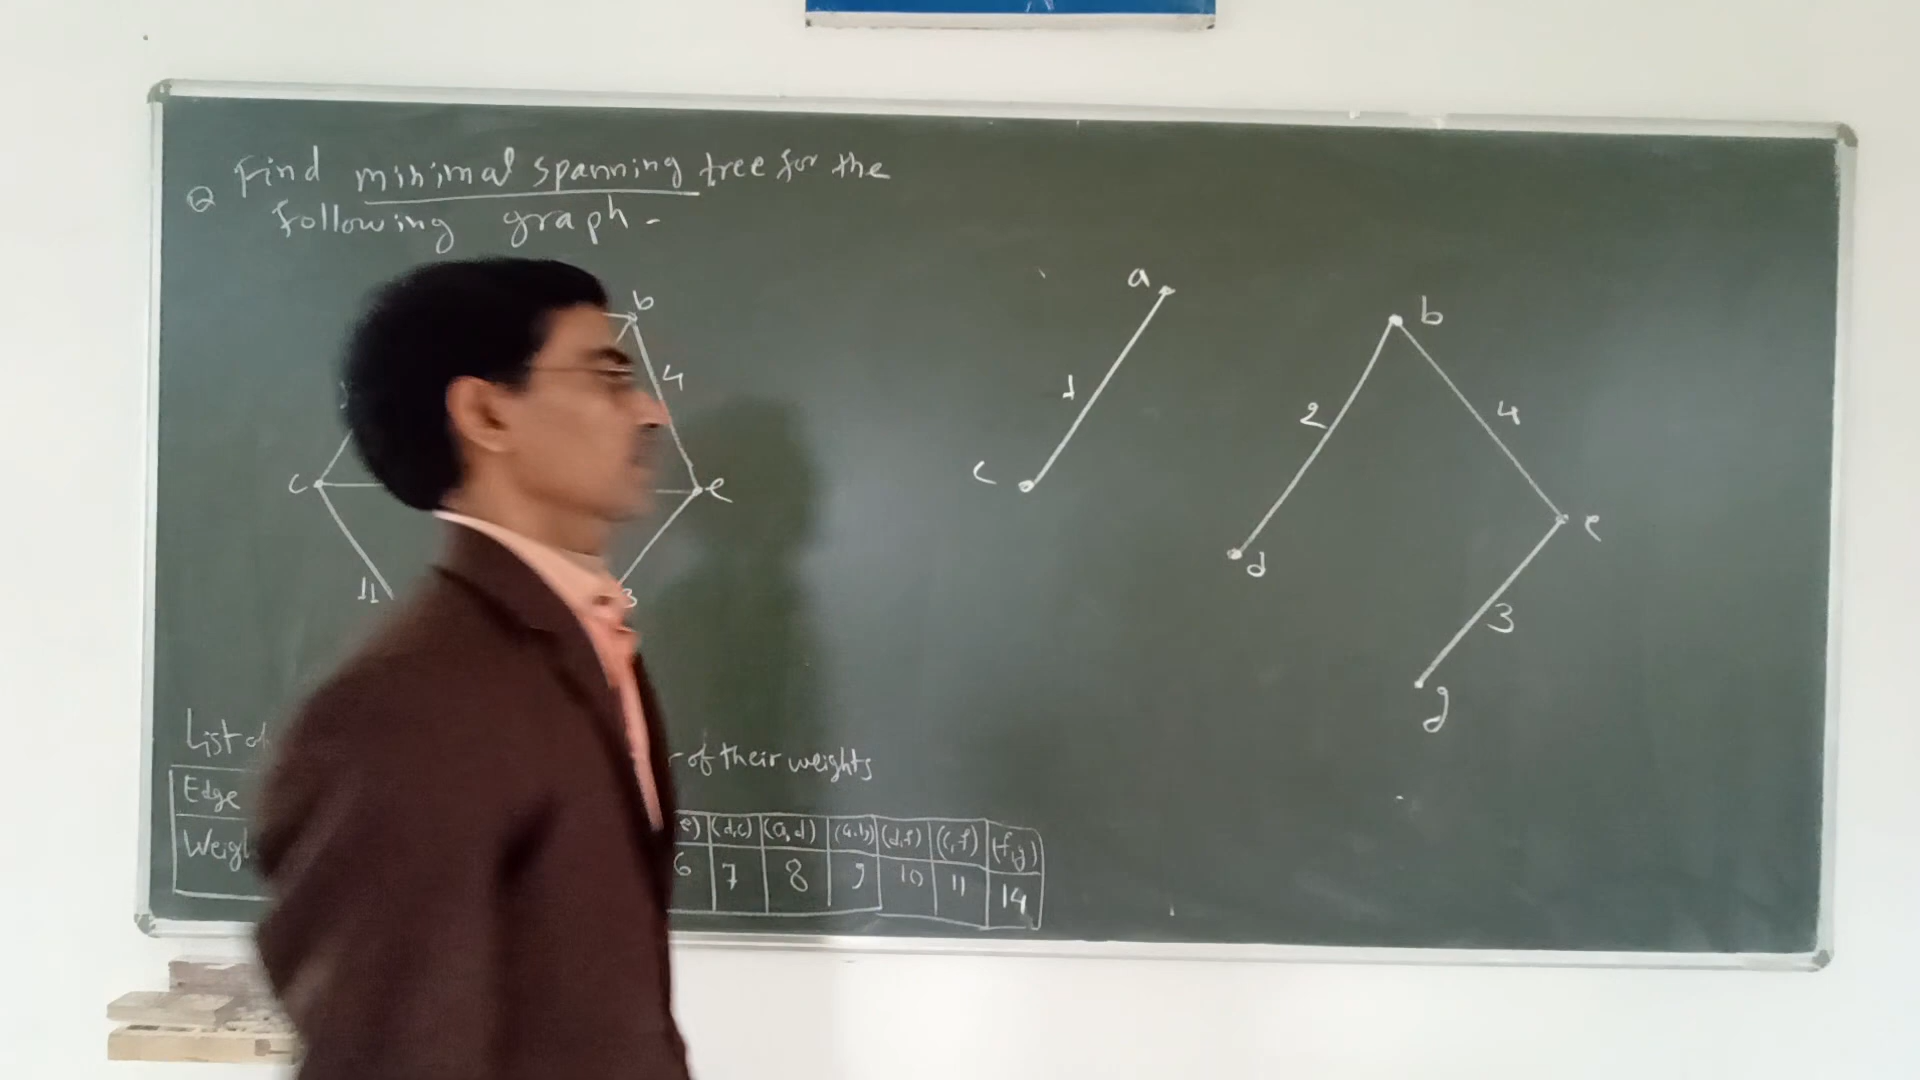 Q Find minimal spanning tree for the
following graph -
b
4
c
e
11
3
a
1
c
b
2
4
d
e
3
g
List of
r of their weights
Edge
e) (d,c) (a,d) (a,b) (d,f) (c,f) (f,g)
Weigh
6 7 8 9 10 11 14